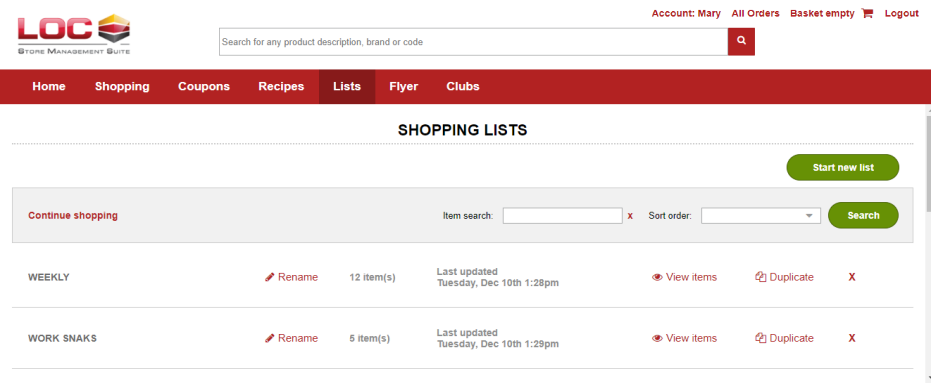 Account: Mary All Orders Basket empty Logout
LOC
STORE MANAGEMENT SUITE
Search for any product description, brand or code
Home Shopping Coupons Recipes Lists Flyer Clubs
SHOPPING LISTS
Start new list
Continue shopping Item search: x Sort order: Search
WEEKLY Rename 12 item(s) Last updated
Tuesday, Dec 10th 1:28pm View items Duplicate X
WORK SNAKS Rename 5 item(s) Last updated
Tuesday, Dec 10th 1:29pm View items Duplicate X